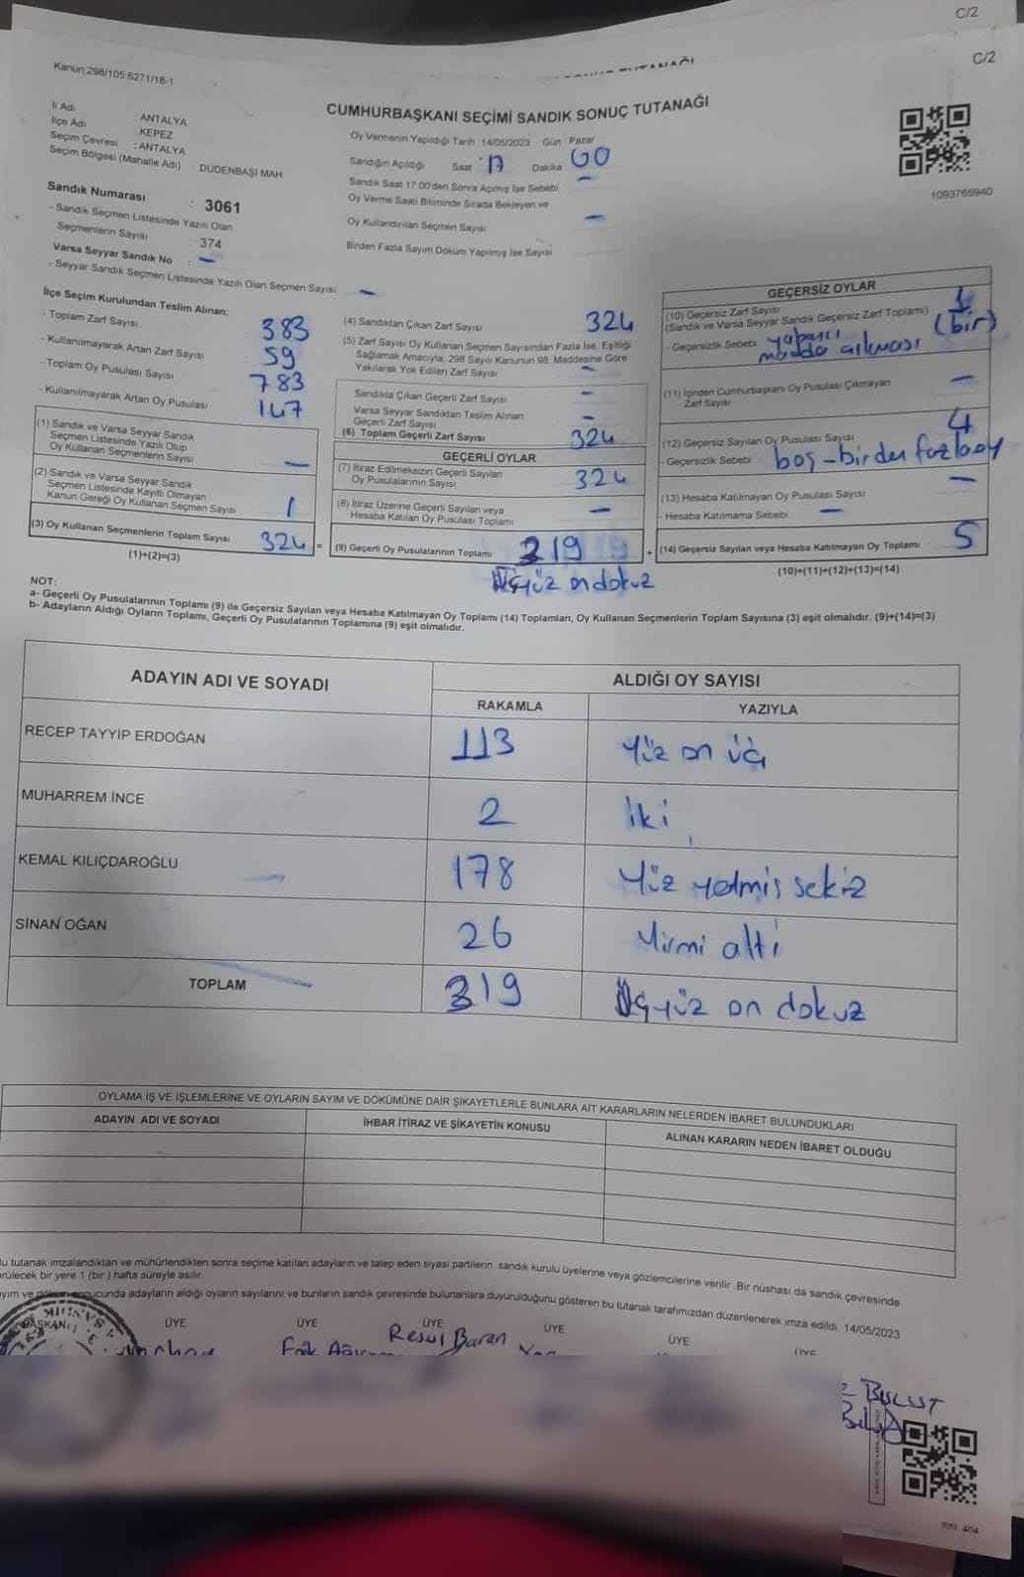 C/2
C/2
Kanun:298/105:6271/18-1
CUMHURBAŞKANI SEÇİMİ SANDIK SONUÇ TUTANAĞI
İl Adı ANTALYA
İlçe Adı KEPEZ
Seçim Çevresi : ANTALYA
Seçim Bölgesi (Mahalle Adı) DÜDENBAŞI MAH
Oy Vermenin Yapıldığı Tarih 14/05/2023 Gün Pazar
Sandığın Açıldığı Saat 17 Dakika 00
Sandık Saat 17.00'den Sonra Açılmış İse Sebebi –
Oy Verme Saati Bitiminde Sırada Bekleyen ve
Oy Kullandırılan Seçmen Sayısı –
Birden Fazla Sayım Döküm Yapılmış İse Sayısı
1093765940
Sandık Numarası : 3061
- Sandık Seçmen Listesinde Yazılı Olan
Seçmenlerin Sayısı : 374
Varsa Seyyar Sandık No : –
- Seyyar Sandık Seçmen Listesinde Yazılı Olan Seçmen Sayısı –
İlçe Seçim Kurulundan Teslim Alınan;
- Toplam Zarf Sayısı 383
- Kullanılmayarak Artan Zarf Sayısı 59
- Toplam Oy Pusulası Sayısı 783
- Kullanılmayarak Artan Oy Pusulası 147
(1) Sandık ve Varsa Seyyar Sandık
Seçmen Listesinde Yazılı Olup
Oy Kullanan Seçmenlerin Sayısı –
(2) Sandık ve Varsa Seyyar Sandık
Seçmen Listesinde Kayıtlı Olmayan
Kanun Gereği Oy Kullanan Seçmen Sayısı 1
(3) Oy Kullanan Seçmenlerin Toplam Sayısı 324 =
(1)+(2)=(3)
(4) Sandıktan Çıkan Zarf Sayısı 324
(5) Zarf Sayısı Oy Kullanan Seçmen Sayısından Fazla İse, Eşitliği
Sağlamak Amacıyla, 298 Sayılı Kanunun 98. Maddesine Göre
Yakılarak Yok Edilen Zarf Sayısı –
Sandıkta Çıkan Geçerli Zarf Sayısı –
Varsa Seyyar Sandıktan Teslim Alınan
Geçerli Zarf Sayısı –
(6) Toplam Geçerli Zarf Sayısı 324
GEÇERLİ OYLAR
(7) İtiraz Edilmeksizin Geçerli Sayılan
Oy Pusulalarının Sayısı 324
(8) İtiraz Üzerine Geçerli Sayılan veya
Hesaba Katılan Oy Pusulası Toplamı –
(9) Geçerli Oy Pusulalarının Toplamı 319 +
Üçyüz ondokuz
GEÇERSİZ OYLAR
(10) Geçersiz Zarf Sayısı 1
(Sandık ve Varsa Seyyar Sandık Geçersiz Zarf Toplamı) (bir)
- Geçersizlik Sebebi yabancı
madde çıkması
(11) İçinden Cumhurbaşkanı Oy Pusulası Çıkmayan
Zarf Sayısı –
(12) Geçersiz Sayılan Oy Pusulası Sayısı 4
- Geçersizlik Sebebi boş-birden fazla oy
(13) Hesaba Katılmayan Oy Pusulası Sayısı –
- Hesaba Katılmama Sebebi –
(14) Geçersiz Sayılan veya Hesaba Katılmayan Oy Toplamı 5
(10)+(11)+(12)+(13)=(14)
NOT:
a- Geçerli Oy Pusulalarının Toplamı (9) ile Geçersiz Sayılan veya Hesaba Katılmayan Oy Toplamı (14) Toplamları, Oy Kullanan Seçmenlerin Toplam Sayısına (3) eşit olmalıdır. (9)+(14)=(3)
b- Adayların Aldığı Oyların Toplamı, Geçerli Oy Pusulalarının Toplamına (9) eşit olmalıdır.
ADAYIN ADI VE SOYADI ALDIĞI OY SAYISI
RAKAMLA YAZIYLA
RECEP TAYYİP ERDOĞAN 113 Yüz on üç
MUHARREM İNCE 2 iki
KEMAL KILIÇDAROĞLU 178 Yüz yetmiş sekiz
SİNAN OĞAN 26 Yirmi altı
TOPLAM 319 Üçyüz on dokuz
OYLAMA İŞ VE İŞLEMLERİNE VE OYLARIN SAYIM VE DÖKÜMÜNE DAİR ŞİKAYETLERLE BUNLARA AİT KARARLARIN NELERDEN İBARET BULUNDUKLARI
ADAYIN ADI VE SOYADI İHBAR İTİRAZ VE ŞİKAYETİN KONUSU ALINAN KARARIN NEDEN İBARET OLDUĞU
u tutanak imzalandıktan ve mühürlendikten sonra seçime katılan adayların ve talep eden siyasi partilerin sandık kurulu üyelerine veya gözlemcilerine verilir. Bir nüshası da sandık çevresinde
rülecek bir yere 1 (bir) hafta süreyle asılır.
yım ve döküm sonucunda adayların aldığı oyların sayılarını ve bunların sandık çevresinde bulunanlara duyurulduğunu gösteren bu tutanak tarafımızdan düzenlenerek imza edildi. 14/05/2023
BAŞKAN ÜYE ÜYE ÜYE ÜYE ÜYE ÜYE
Resul Baran
BULUT